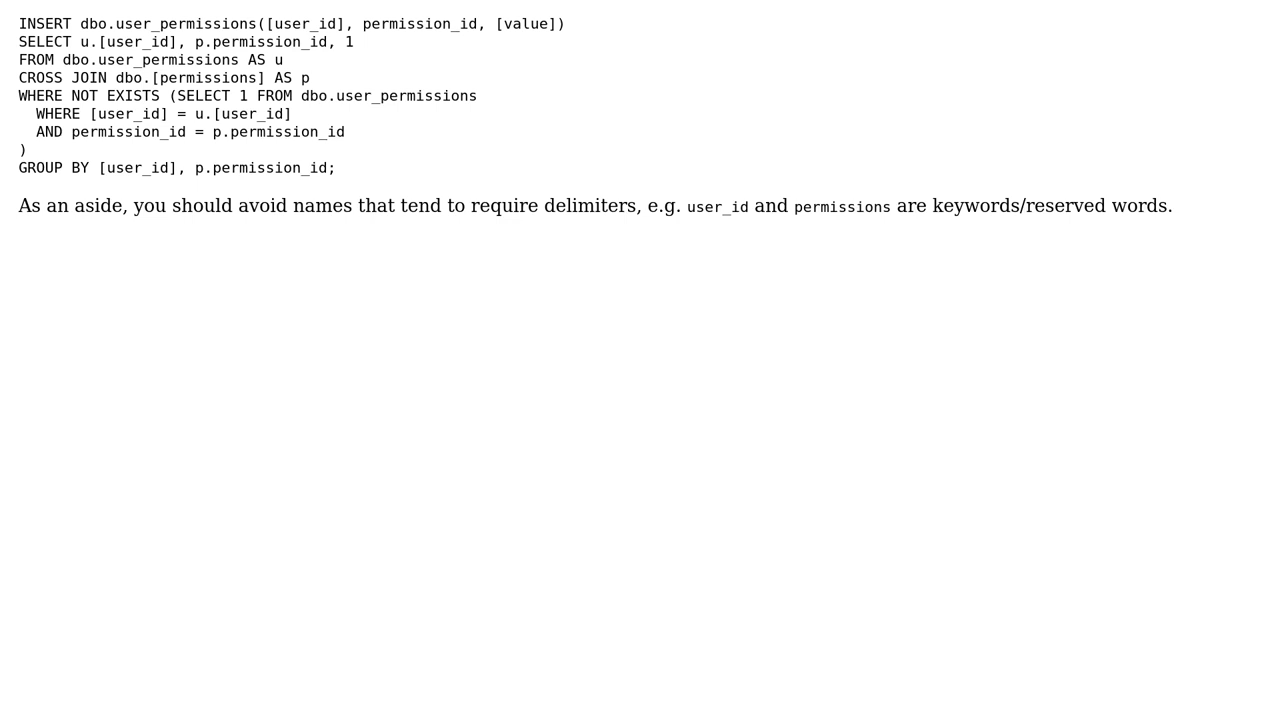 INSERT dbo.user_permissions([user_id], permission_id, [value])
SELECT u.[user_id], p.permission_id, 1
FROM dbo.user_permissions AS u
CROSS JOIN dbo.[permissions] AS p
WHERE NOT EXISTS (SELECT 1 FROM dbo.user_permissions
  WHERE [user_id] = u.[user_id]
  AND permission_id = p.permission_id
)
GROUP BY [user_id], p.permission_id;
As an aside, you should avoid names that tend to require delimiters, e.g. user_id and permissions are keywords/reserved words.